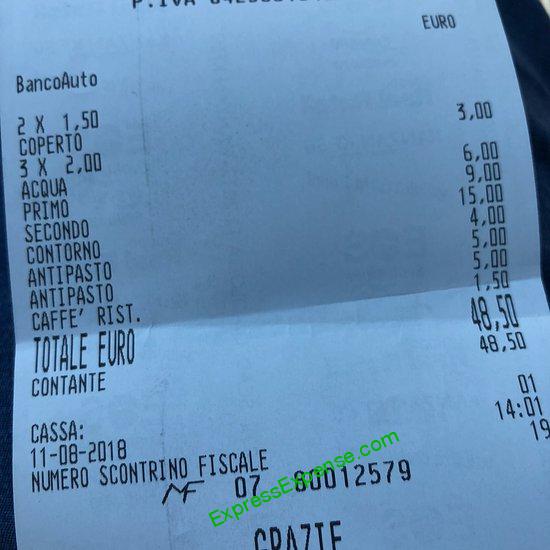 P.IVA
EURO
BancoAuto
2 X 1,50
COPERTO 3,00
3 X 2,00
ACQUA 6,00
PRIMO 9,00
SECONDO 15,00
CONTORNO 4,00
ANTIPASTO 5,00
ANTIPASTO 5,00
CAFFE' RIST. 1,50
TOTALE EURO 48,50
CONTANTE 48,50
CASSA: 01
11-08-2018 14:01
NUMERO SCONTRINO FISCALE 19
MF 07 80012579
GRAZIE
ExpressExpense.com